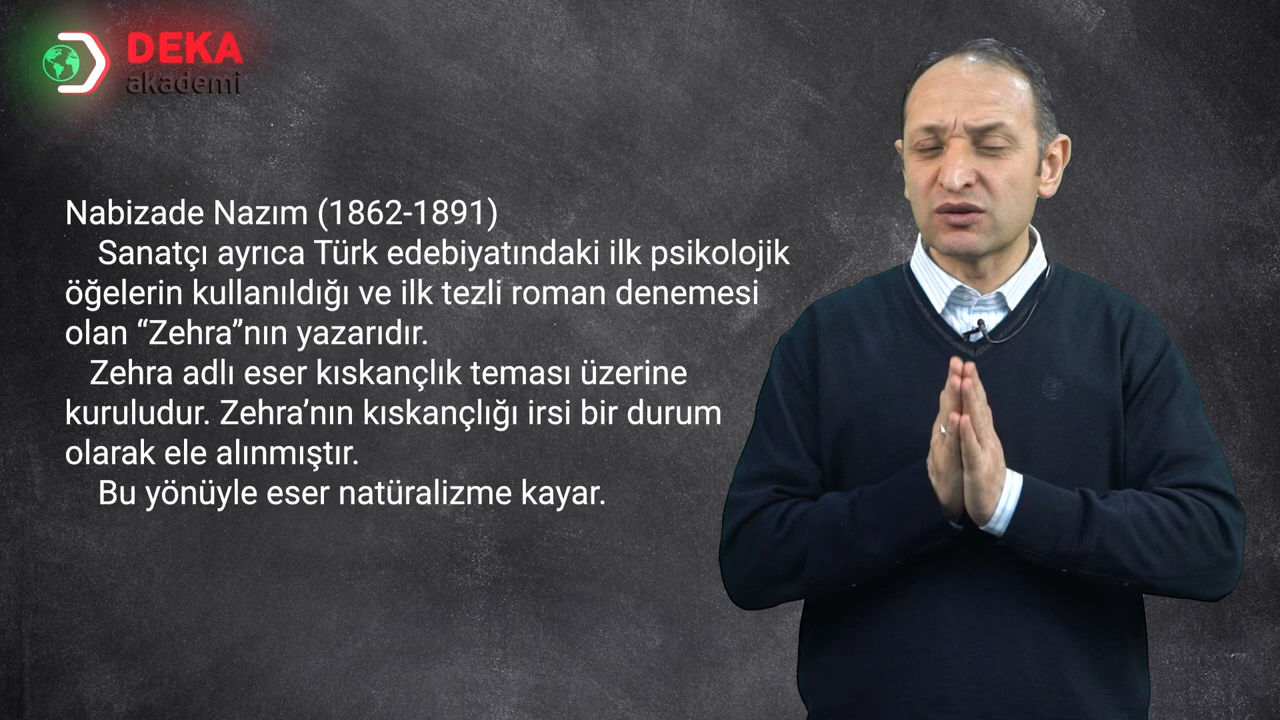 DEKA
akademi
Nabizade Nazım (1862-1891)
Sanatçı ayrıca Türk edebiyatındaki ilk psikolojik
öğelerin kullanıldığı ve ilk tezli roman denemesi
olan “Zehra”nın yazarıdır.
Zehra adlı eser kıskançlık teması üzerine
kuruludur. Zehra’nın kıskançlığı irsi bir durum
olarak ele alınmıştır.
Bu yönüyle eser natüralizme kayar.